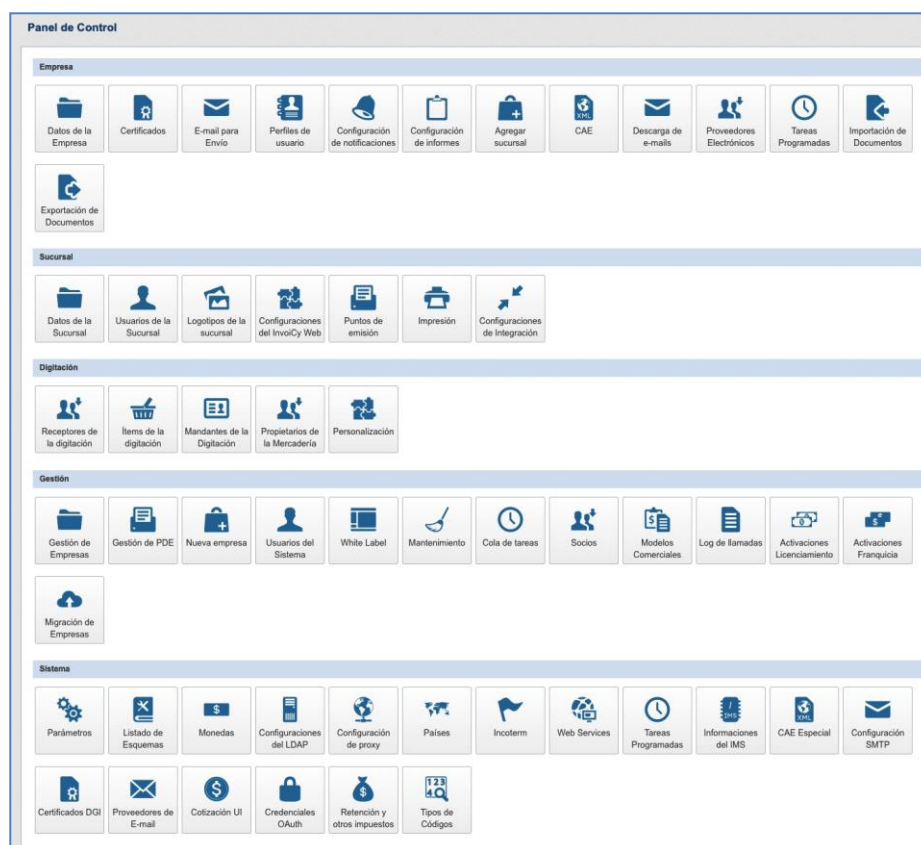 Panel de Control
Empresa
Datos de la
Empresa
Certificados
E-mail para
Envío
Perfiles de
usuario
Configuración
de notificaciones
Configuración
de informes
Agregar
sucursal
XML
CAE
Descarga de
e-mails
Proveedores
Electrónicos
Tareas
Programadas
Importación de
Documentos
Exportación de
Documentos
Sucursal
Datos de la
Sucursal
Usuarios de la
Sucursal
Logotipos de la
sucursal
Configuraciones
del InvoiCy Web
Puntos de
emisión
Impresión
Configuraciones
de Integración
Digitación
Receptores de
la digitación
Ítems de la
digitación
Mandantes de la
Digitación
Propietarios de
la Mercadería
Personalización
Gestión
Gestión de
Empresas
Gestión de PDE
Nueva empresa
Usuarios del
Sistema
White Label
Mantenimiento
Cola de tareas
Socios
$
Modelos
Comerciales
Log de llamadas
Activaciones
Licenciamiento
$
Activaciones
Franquicia
Migración de
Empresas
Sistema
Parámetros
Listado de
Esquemas
$
Monedas
Configuraciones
del LDAP
Configuración
de proxy
Países
Incoterm
Web Services
Tareas
Programadas
I
IMS
Informaciones
del IMS
XML
CAE Especial
Configuración
SMTP
Certificados DGI
Proveedores de
E-mail
$
Cotización UI
Credenciales
OAuth
$
Retención y
otros impuestos
123
4
Tipos de
Códigos